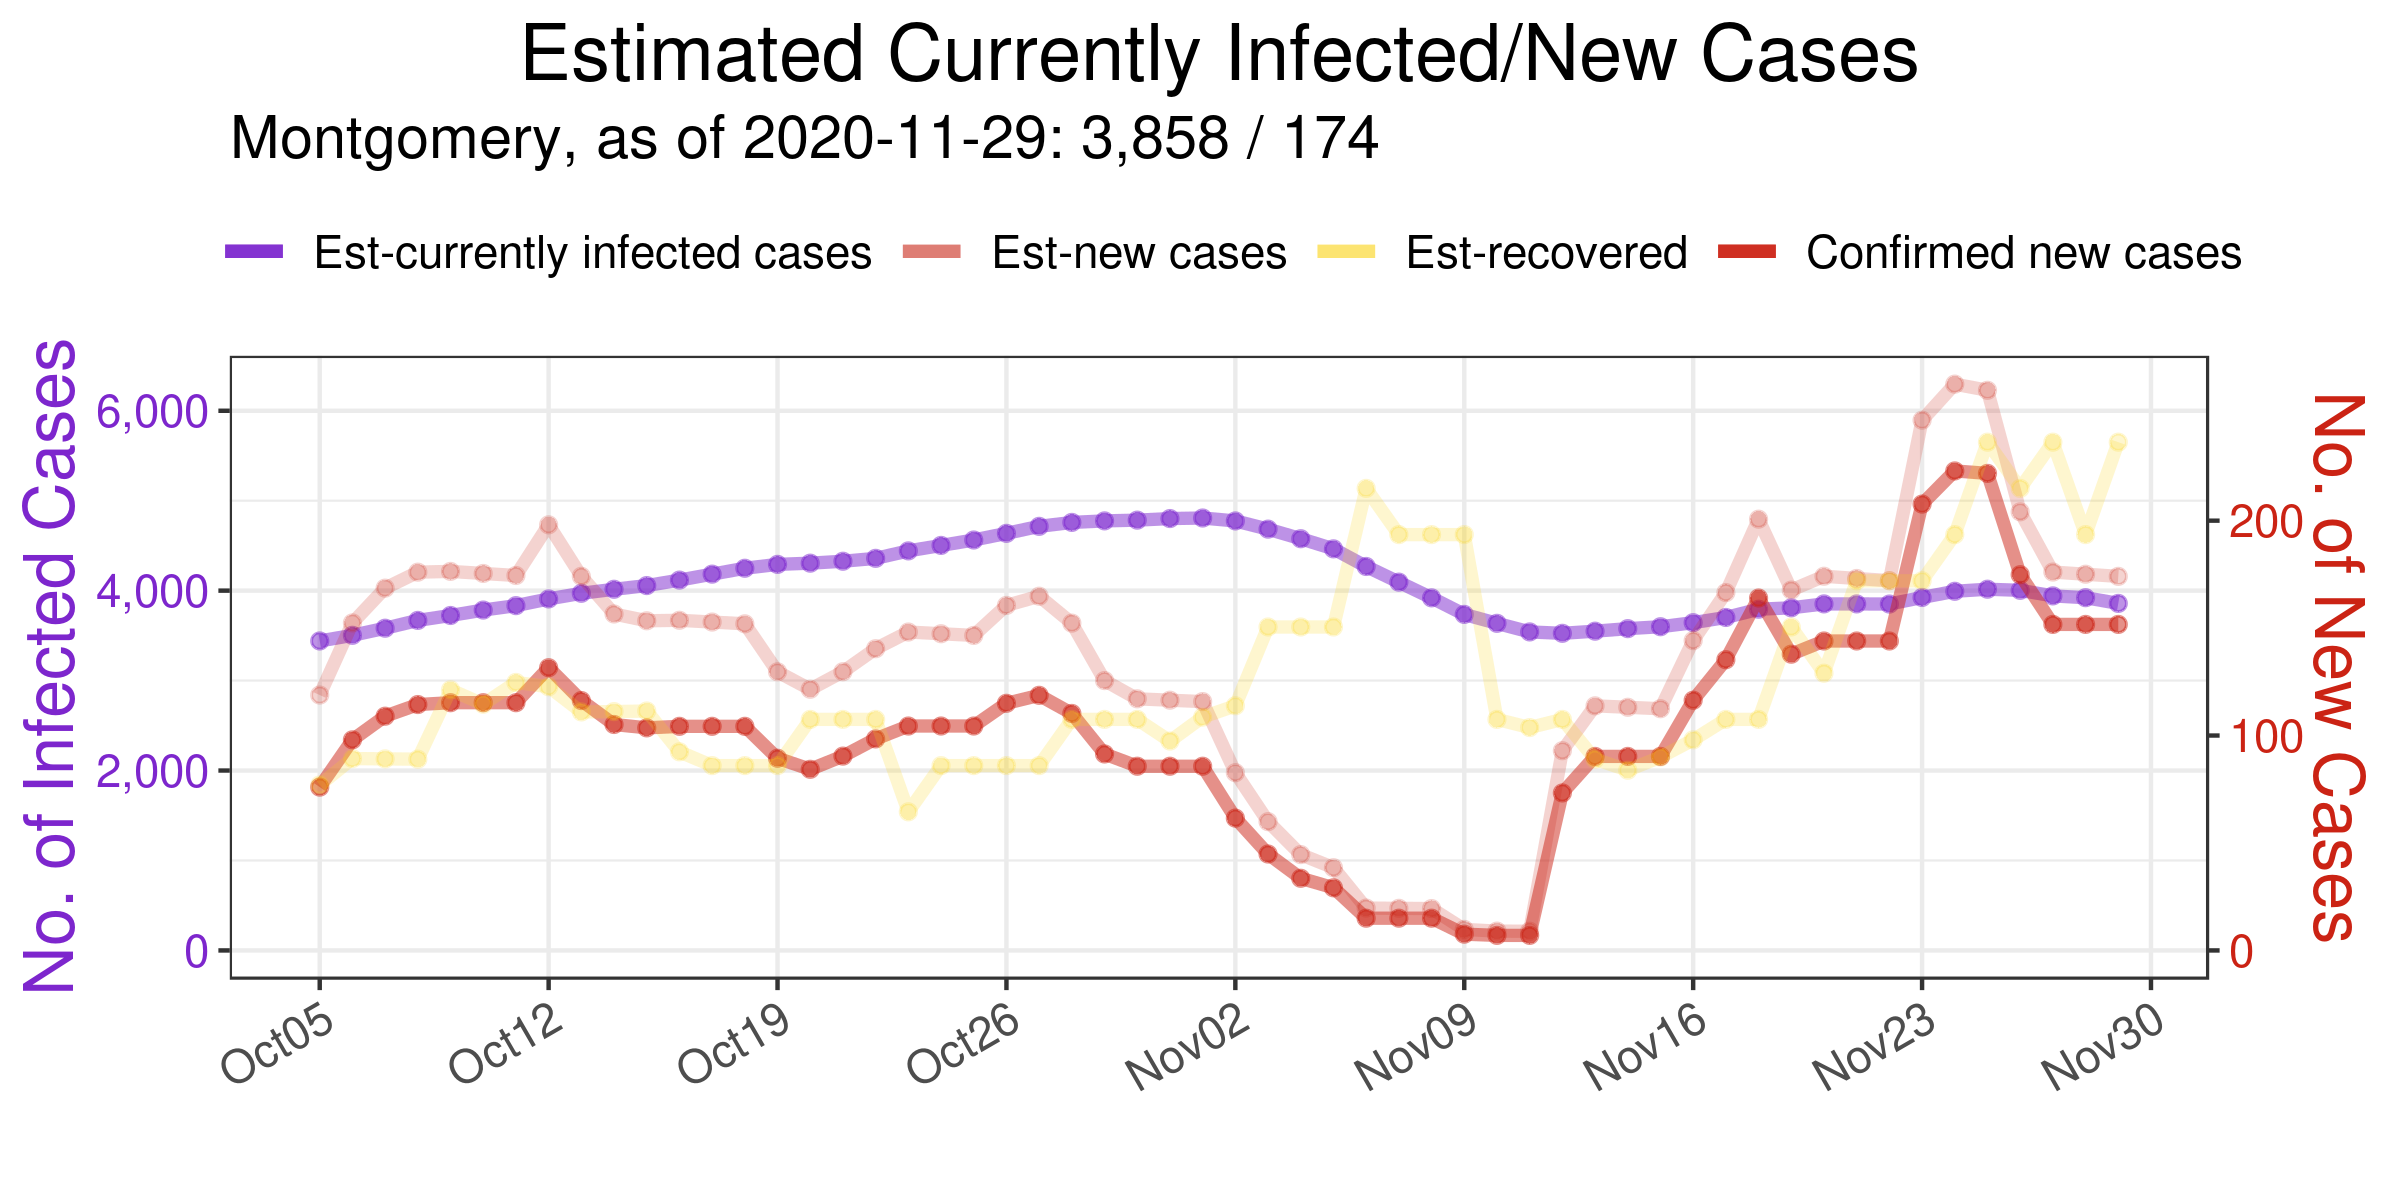 Estimated Currently Infected/New Cases
Montgomery, as of 2020-11-29: 3,858 / 174
Est-currently infected cases Est-new cases Est-recovered Confirmed new cases
No. of Infected Cases
6,000
4,000
2,000
0
200
100
0
No. of New Cases
Oct05 Oct12 Oct19 Oct26 Nov02 Nov09 Nov16 Nov23 Nov30